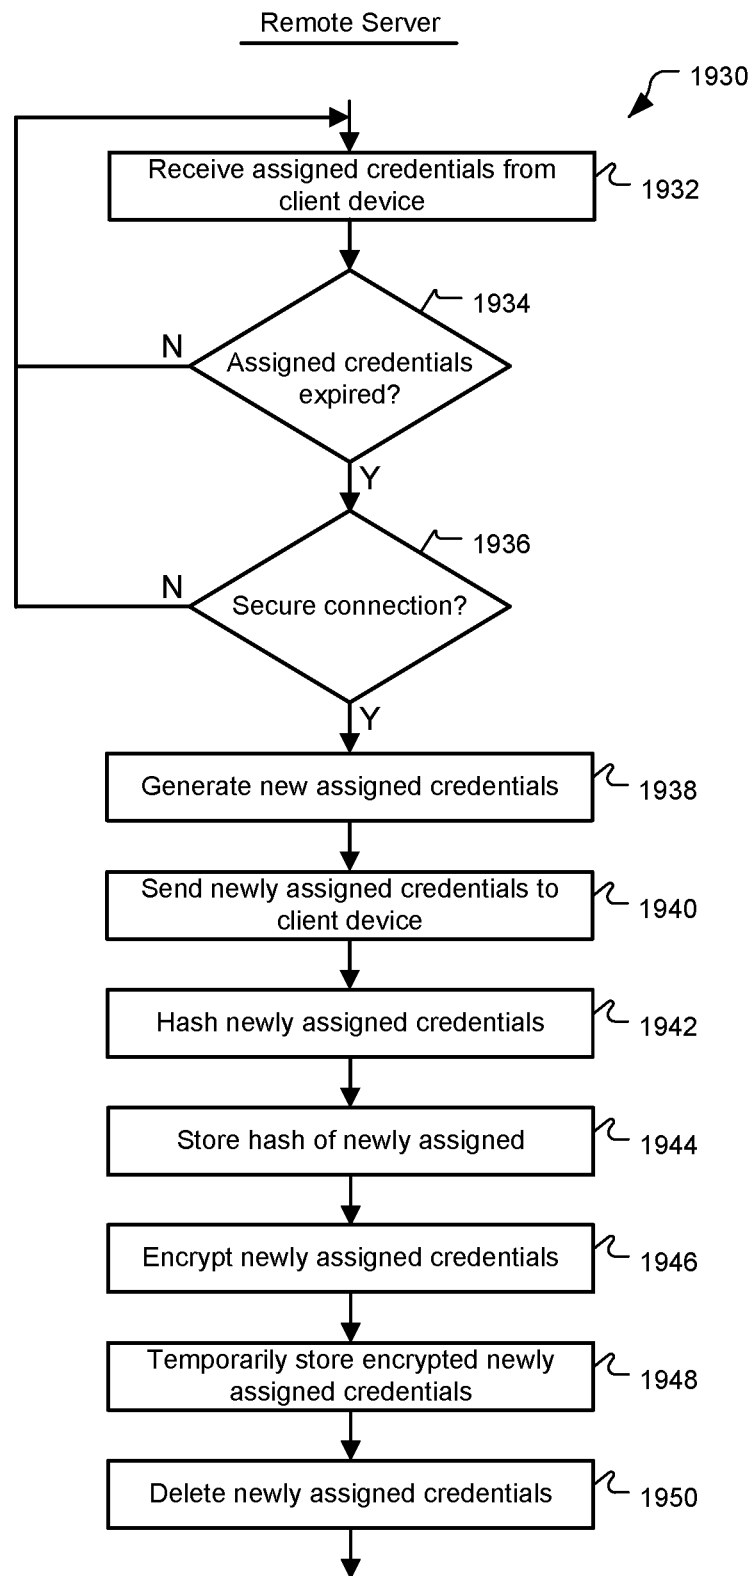 Remote Server
1930
Receive assigned credentials from
client device
1932
1934
N
Assigned credentials
expired?
Y
1936
N
Secure connection?
Y
Generate new assigned credentials
1938
Send newly assigned credentials to
client device
1940
Hash newly assigned credentials
1942
Store hash of newly assigned
1944
Encrypt newly assigned credentials
1946
Temporarily store encrypted newly
assigned credentials
1948
Delete newly assigned credentials
1950